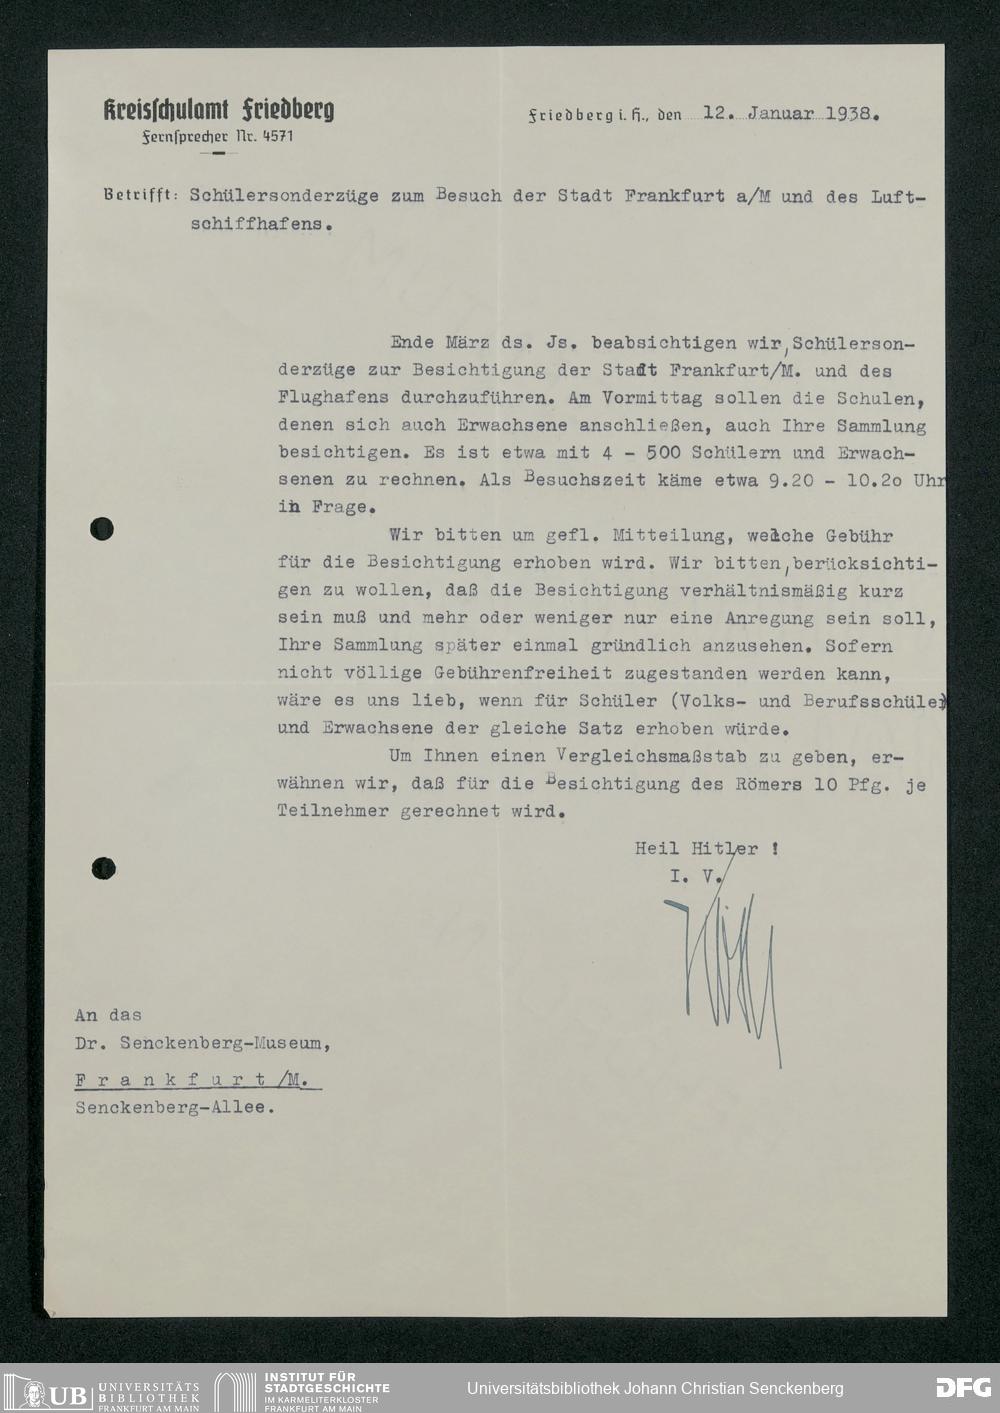 Kreisschulamt Friedberg
Fernsprecher Nr. 4571
Friedberg i. H., den 12. Januar 1938.
Betrifft: Schülersonderzüge zum Besuch der Stadt Frankfurt a/M und des Luft-
schiffhafens.
Ende März ds. Js. beabsichtigen wir, Schülerson-
derzüge zur Besichtigung der Stadt Frankfurt/M. und des
Flughafens durchzuführen. Am Vormittag sollen die Schulen,
denen sich auch Erwachsene anschließen, auch Ihre Sammlung
besichtigen. Es ist etwa mit 4 - 500 Schülern und Erwach-
senen zu rechnen. Als Besuchszeit käme etwa 9.20 - 10.2o Uhr
in Frage.
Wir bitten um gefl. Mitteilung, welche Gebühr
für die Besichtigung erhoben wird. Wir bitten, berücksichti-
gen zu wollen, daß die Besichtigung verhältnismäßig kurz
sein muß und mehr oder weniger nur eine Anregung sein soll,
Ihre Sammlung später einmal gründlich anzusehen. Sofern
nicht völlige Gebührenfreiheit zugestanden werden kann,
wäre es uns lieb, wenn für Schüler (Volks- und Berufsschüler)
und Erwachsene der gleiche Satz erhoben würde.
Um Ihnen einen Vergleichsmaßstab zu geben, er-
wähnen wir, daß für die Besichtigung des Römers 10 Pfg. je
Teilnehmer gerechnet wird.
Heil Hitler !
I. V.
An das
Dr. Senckenberg-Museum,
F r a n k f u r t /M.
Senckenberg-Allee.
UB UNIVERSITÄTS
BIBLIOTHEK
FRANKFURT AM MAIN
INSTITUT FÜR
STADTGESCHICHTE
IM KARMELITERKLOSTER
FRANKFURT AM MAIN
Universitätsbibliothek Johann Christian Senckenberg
DFG